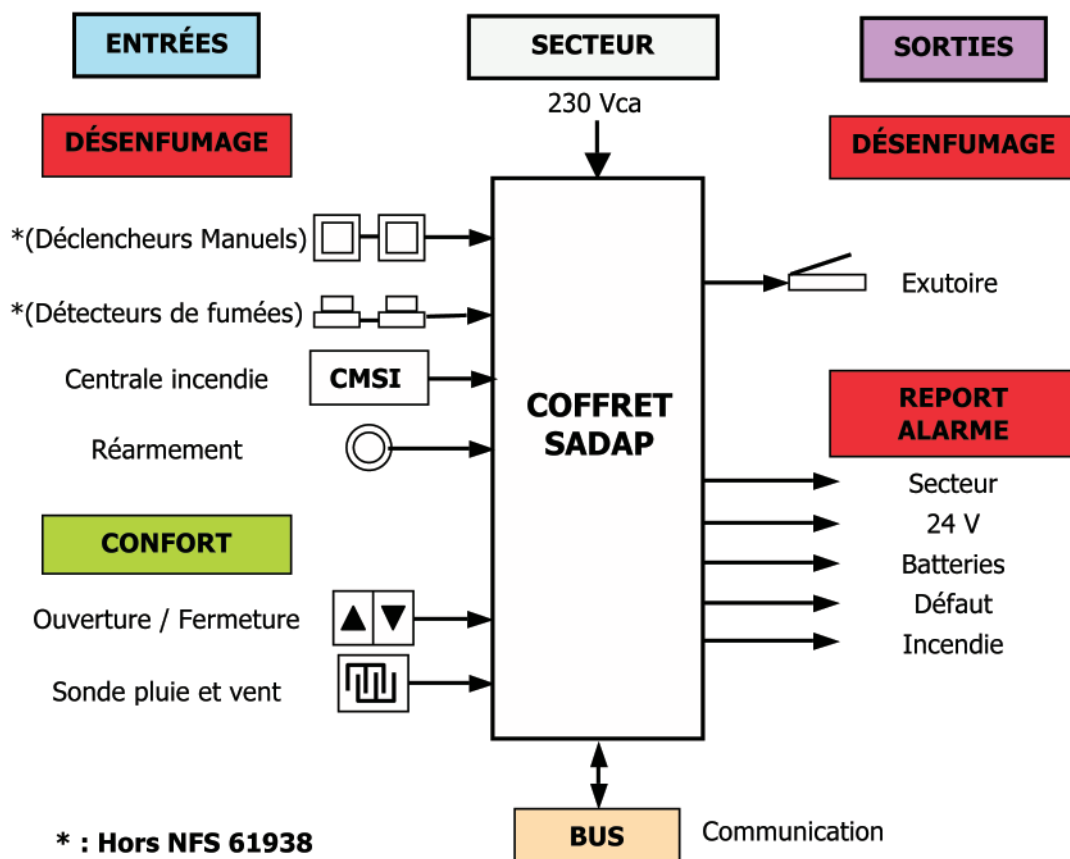 ENTRÉES
SECTEUR
SORTIES
230 Vca
DÉSENFUMAGE
DÉSENFUMAGE
*(Déclencheurs Manuels)
*(Détecteurs de fumées)
Exutoire
Centrale incendie
CMSI
COFFRET
SADAP
REPORT
ALARME
Réarmement
Secteur
24 V
CONFORT
Batteries
Défaut
Ouverture / Fermeture
Incendie
Sonde pluie et vent
* : Hors NFS 61938
BUS
Communication